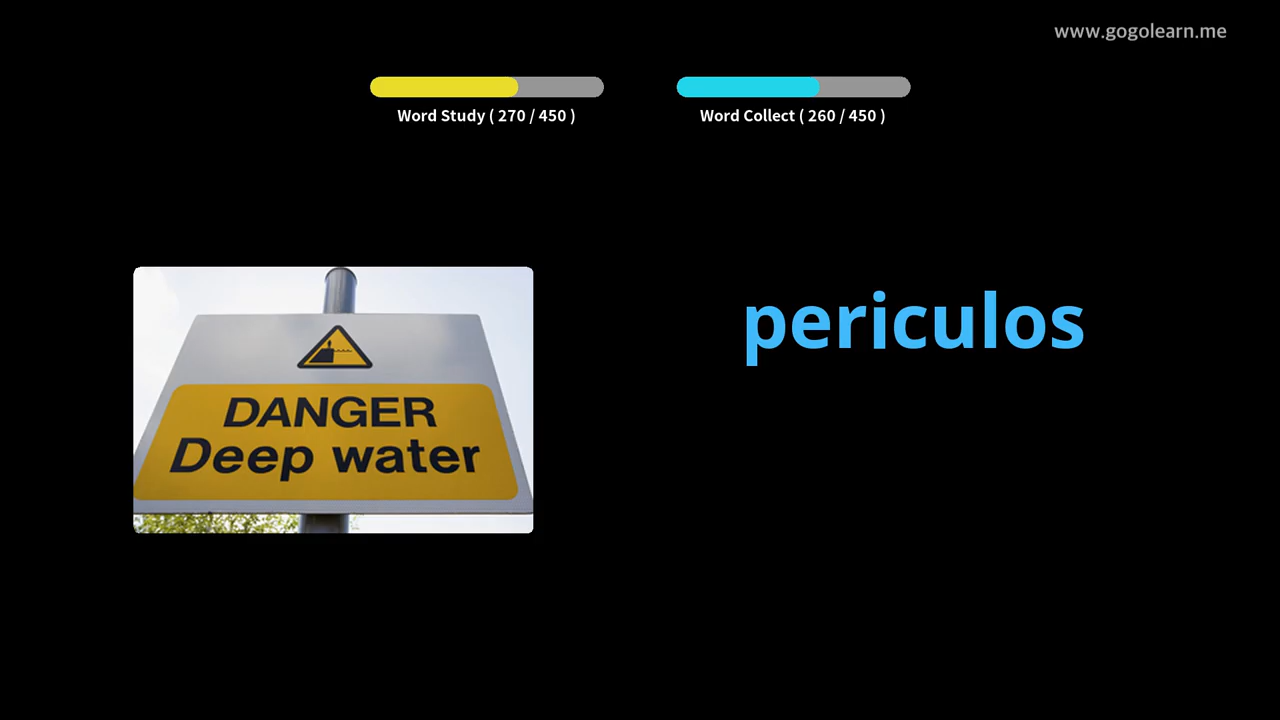 www.gogolearn.me
Word Study ( 270 / 450 )
Word Collect ( 260 / 450 )
periculos
DANGER
Deep water